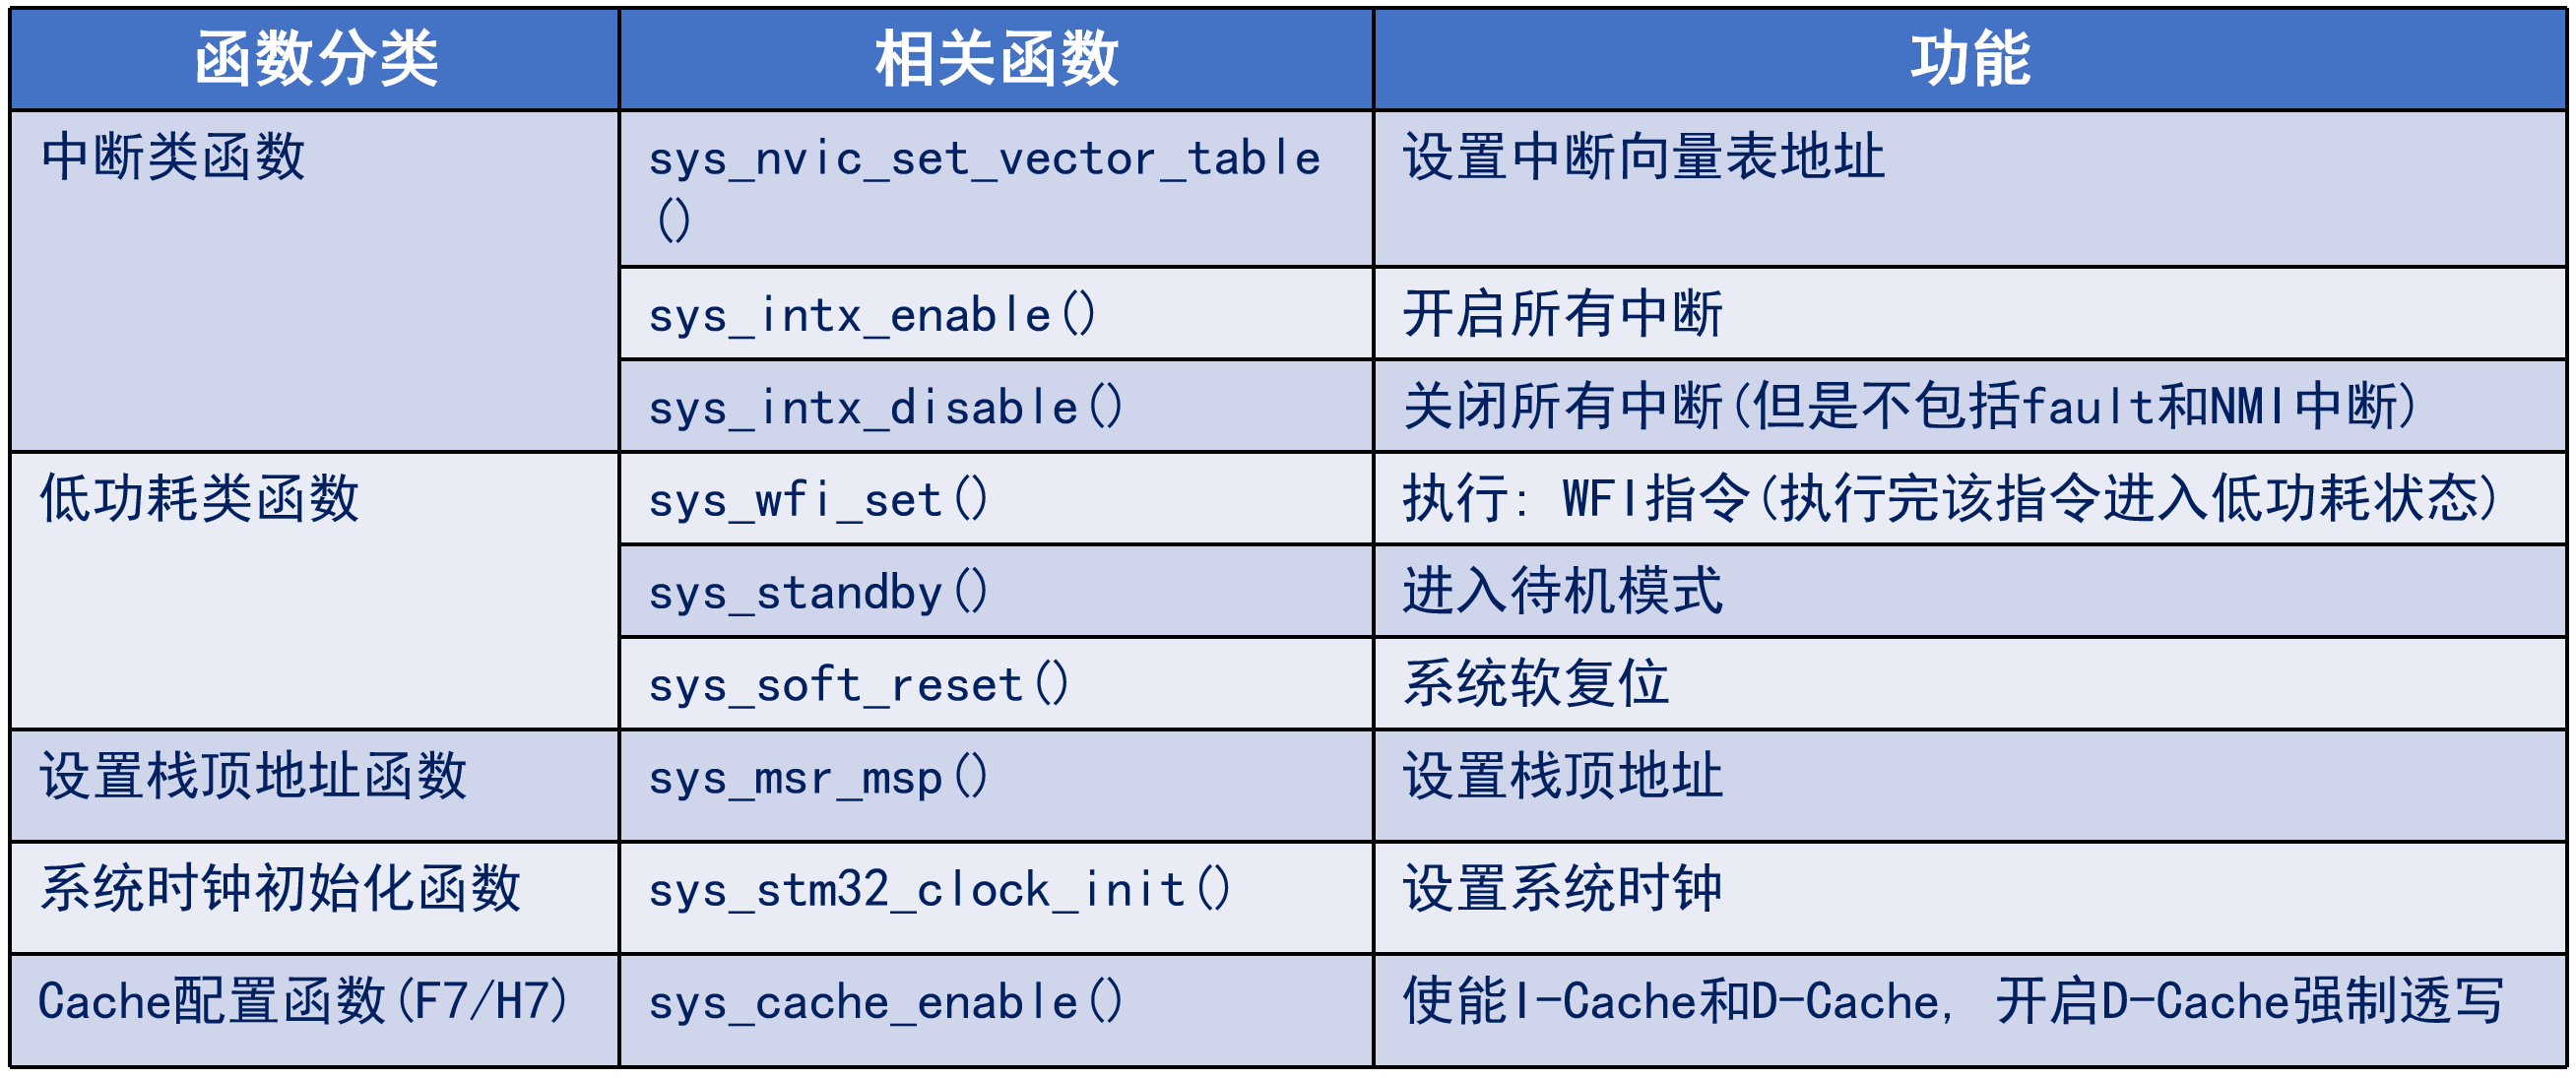 函数分类 相关函数 功能
中断类函数 sys_nvic_set_vector_table 设置中断向量表地址
()
sys_intx_enable() 开启所有中断
sys_intx_disable() 关闭所有中断(但是不包括fault和NMI中断)
低功耗类函数 sys_wfi_set() 执行: WFI指令(执行完该指令进入低功耗状态)
sys_standby() 进入待机模式
sys_soft_reset() 系统软复位
设置栈顶地址函数 sys_msr_msp() 设置栈顶地址
系统时钟初始化函数 sys_stm32_clock_init() 设置系统时钟
Cache配置函数(F7/H7) sys_cache_enable() 使能I-Cache和D-Cache, 开启D-Cache强制透写